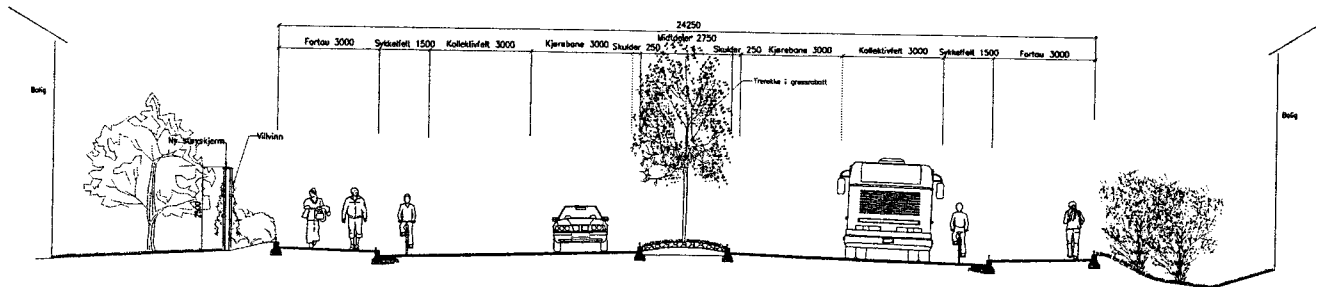 24250
Midtdeler 2750
Fortau 3000 Sykkelfelt 1500 Kollektivfelt 3000 Kjørebane 3000 Skulder 250 Skulder 250 Kjørebane 3000 Kollektivfelt 3000 Sykkelfelt 1500 Fortau 3000
Trerekke i gressrabatt
Bolig
Bolig
Ny støyskjerm
Villvinn